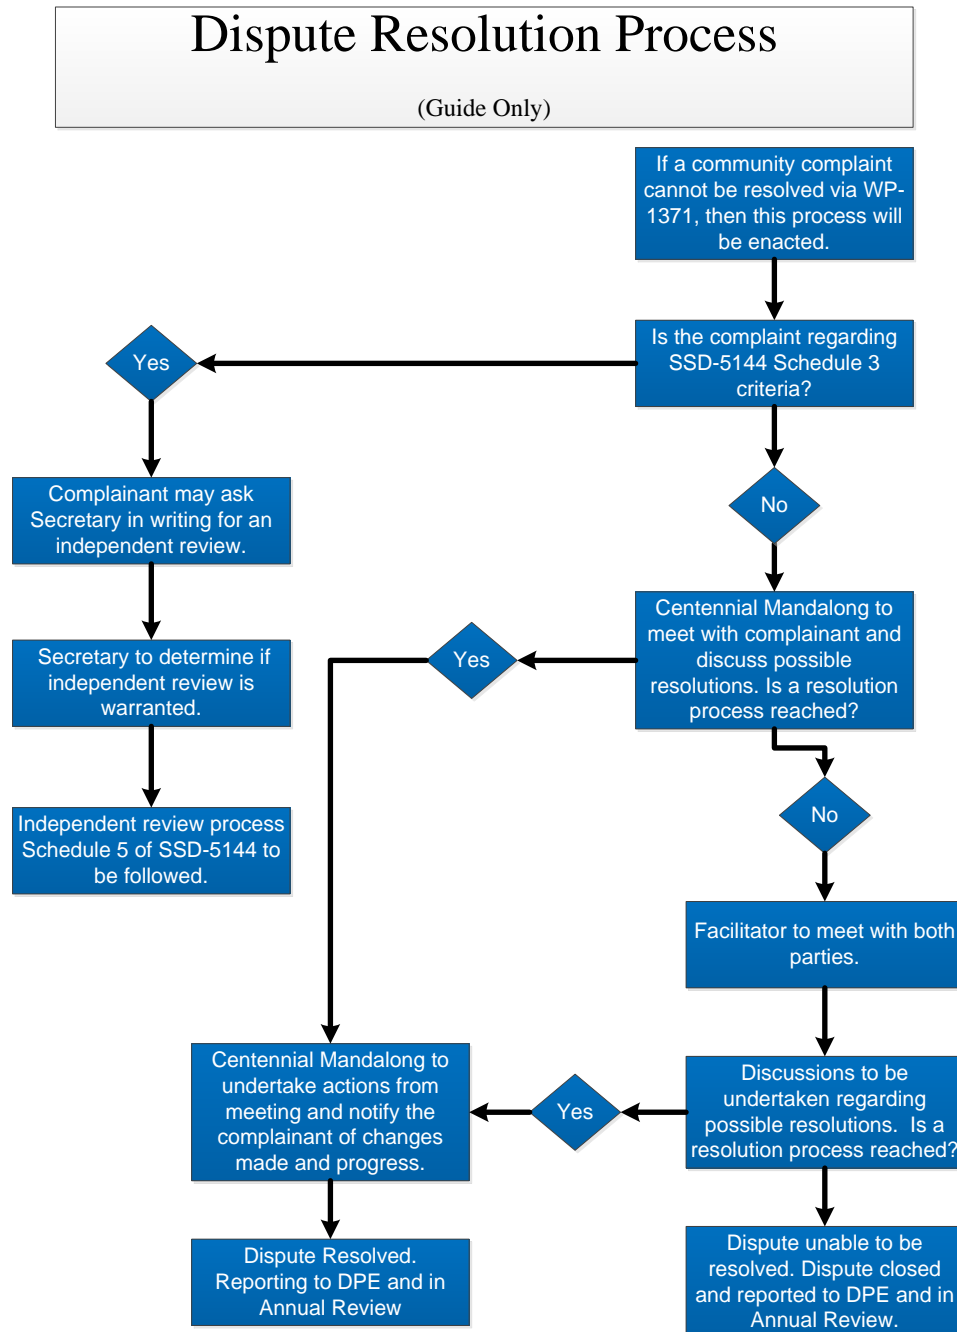 Dispute Resolution Process
(Guide Only)
If a community complaint
cannot be resolved via WP-
1371, then this process will
be enacted.
Is the complaint regarding
SSD-5144 Schedule 3
criteria?
Yes
No
Complainant may ask
Secretary in writing for an
independent review.
Secretary to determine if
independent review is
warranted.
Independent review process
Schedule 5 of SSD-5144 to
be followed.
Centennial Mandalong to
meet with complainant and
discuss possible
resolutions. Is a resolution
process reached?
Yes
No
Facilitator to meet with both
parties.
Discussions to be
undertaken regarding
possible resolutions.  Is a
resolution process reached?
Yes
Centennial Mandalong to
undertake actions from
meeting and notify the
complainant of changes
made and progress.
Dispute Resolved.
Reporting to DPE and in
Annual Review
Dispute unable to be
resolved. Dispute closed
and reported to DPE and in
Annual Review.